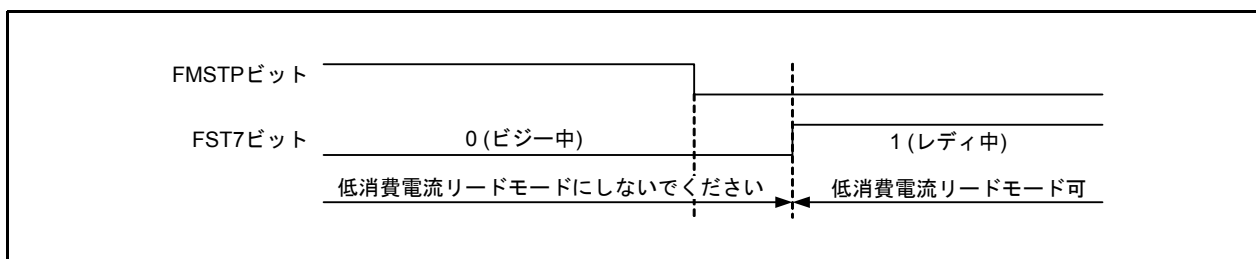 FMSTPビット
FST7ビット
0 (ビジー中)
1 (レディ中)
低消費電流リードモードにしないでください
低消費電流リードモード可